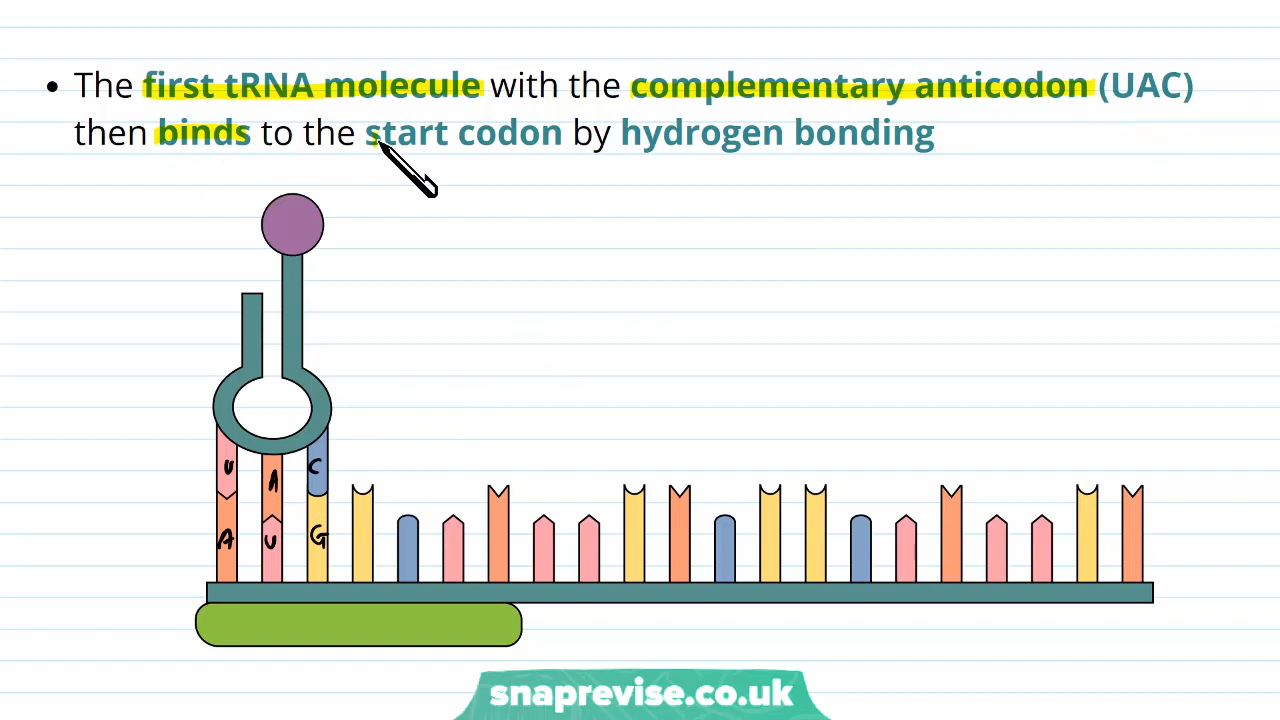 • The first tRNA molecule with the complementary anticodon (UAC)
then binds to the start codon by hydrogen bonding
U A C
A U G
snaprevise.co.uk